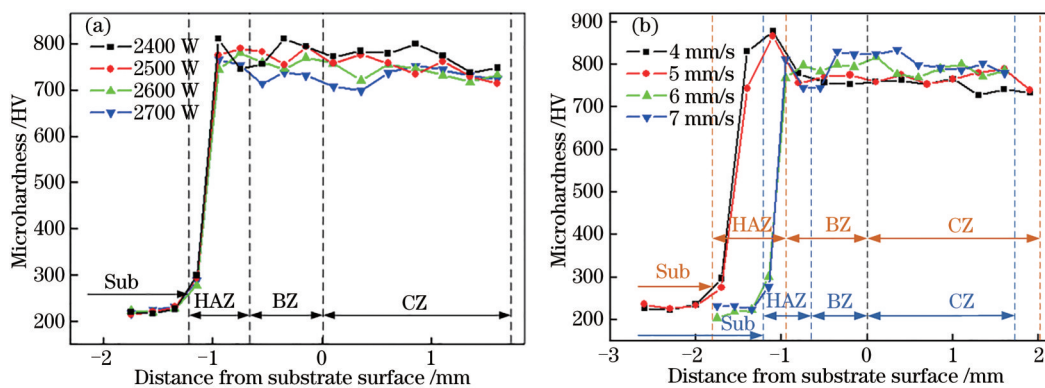 (a)
2400 W
2500 W
2600 W
2700 W
Microhardness /HV
800
700
600
500
400
300
200
Sub
HAZ
BZ
CZ
−2
−1
0
1
Distance from substrate surface /mm
(b)
4 mm/s
5 mm/s
6 mm/s
7 mm/s
Microhardness /HV
900
800
700
600
500
400
300
200
HAZ
BZ
CZ
Sub
HAZ
BZ
CZ
Sub
−3
−2
−1
0
1
2
Distance from substrate surface /mm